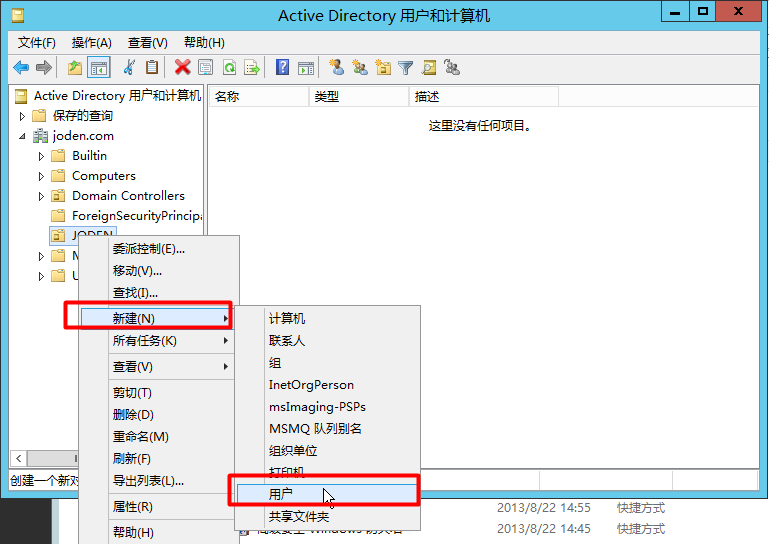 Active Directory 用户和计算机
文件(F) 操作(A) 查看(V) 帮助(H)
Active Directory 用户和计算机
名称 类型 描述
保存的查询
这里没有任何项目。
joden.com
Builtin
Computers
Domain Controllers
ForeignSecurityPrincipa
JODEN
委派控制(E)...
移动(V)...
查找(I)...
新建(N)
所有任务(K)
查看(V)
剪切(T)
删除(D)
重命名(M)
刷新(F)
导出列表(L)...
属性(R)
帮助(H)
计算机
联系人
组
InetOrgPerson
msImaging-PSPs
MSMQ 队列别名
组织单位
打印机
用户
共享文件夹
创建一个新对
2013/8/22 14:55 快捷方式
2013/8/22 14:45 快捷方式